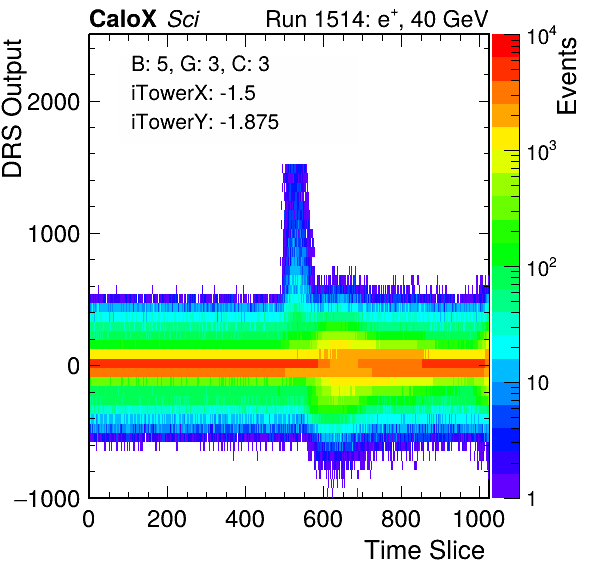 CaloX Sci
Run 1514: e⁺, 40 GeV
B: 5, G: 3, C: 3
iTowerX: -1.5
iTowerY: -1.875
DRS Output
2000
1000
0
−1000
0
200
400
600
800
1000
Time Slice
10⁴
10³
10²
10
1
Events